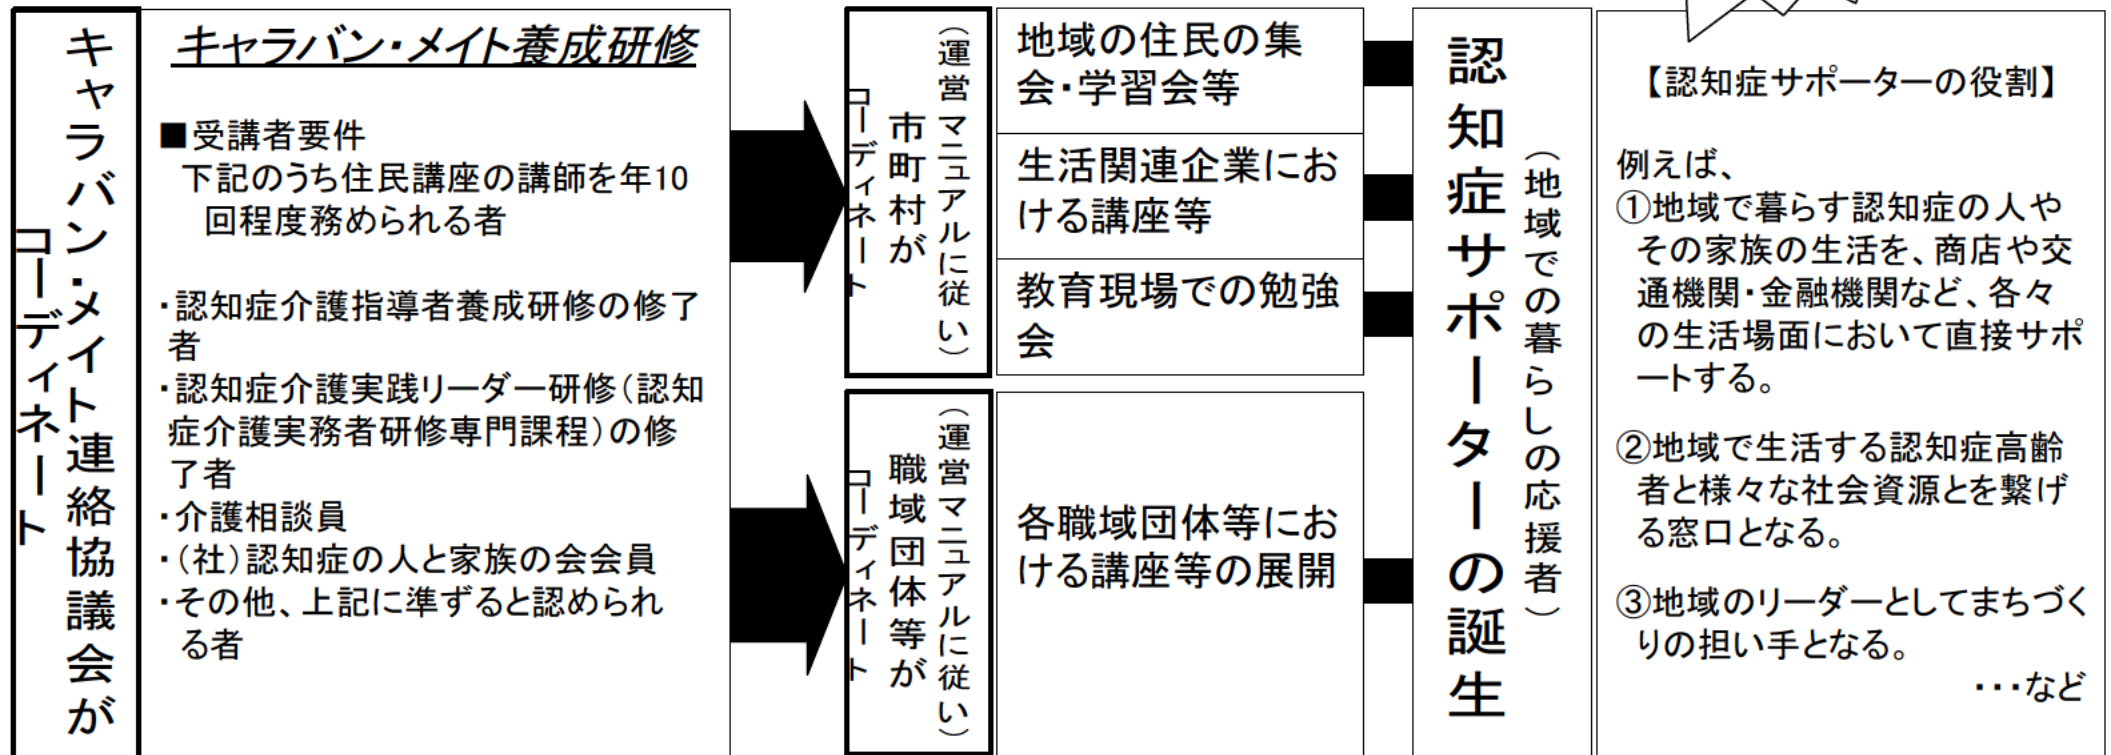 キャラバン・メイト連絡協議会が
コーディネート
キャラバン・メイト養成研修
■受講者要件
下記のうち住民講座の講師を年10
回程度務められる者
・認知症介護指導者養成研修の修了
者
・認知症介護実践リーダー研修(認知
症介護実務者研修専門課程)の修
了者
・介護相談員
・(社)認知症の人と家族の会会員
・その他、上記に準ずると認められ
る者
(運営マニュアルに従い)
市町村が
コーディネート
地域の住民の集
会・学習会等
生活関連企業にお
ける講座等
教育現場での勉強
会
(運営マニュアルに従い)
職域団体等が
コーディネート
各職域団体等にお
ける講座等の展開
認知症サポーターの誕生
(地域での暮らしの応援者)
【認知症サポーターの役割】
例えば、
①地域で暮らす認知症の人や
その家族の生活を、商店や交
通機関・金融機関など、各々
の生活場面において直接サポ
ートする。
②地域で生活する認知症高齢
者と様々な社会資源とを繋げ
る窓口となる。
③地域のリーダーとしてまちづく
りの担い手となる。
・・・など